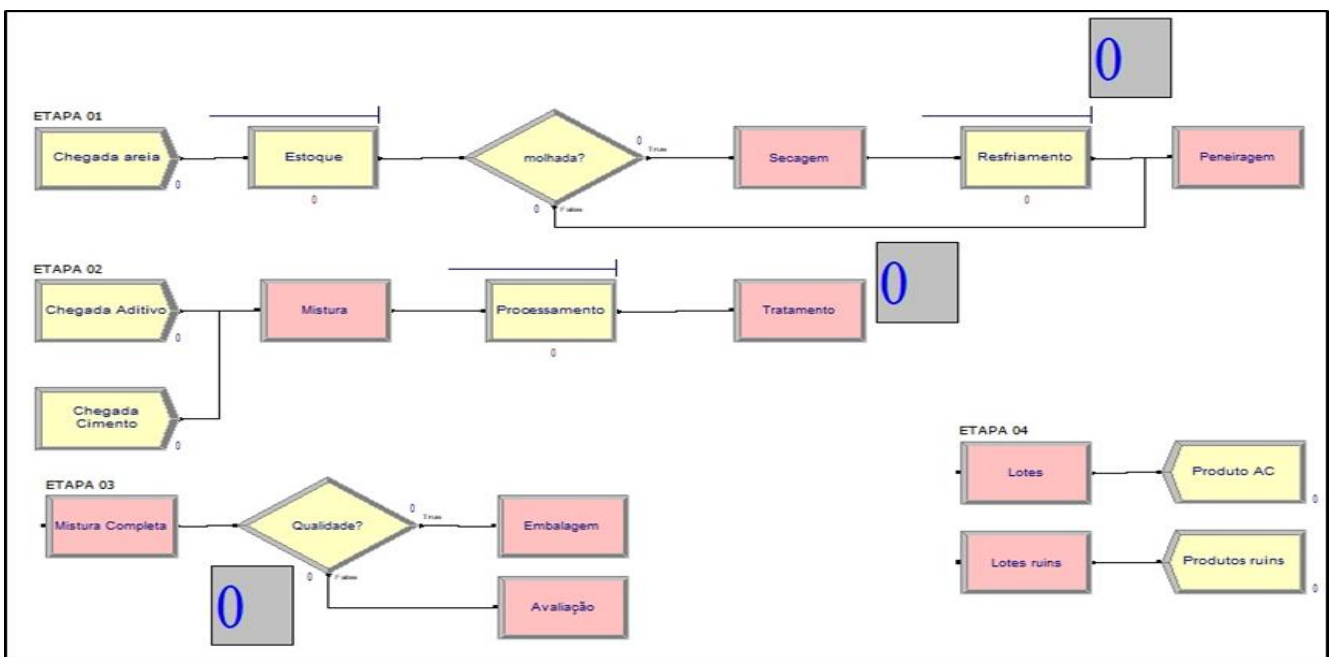 0
ETAPA 01
Chegada areia
0
Estoque
0
molhada?
0
True
0
False
Secagem
Resfriamento
0
Peneiragem
ETAPA 02
Chegada Aditivo
0
Chegada
Cimento
0
Mistura
Processamento
0
Tratamento
0
ETAPA 03
Mistura Completa
Qualidade?
0
True
0
False
0
Embalagem
Avaliação
ETAPA 04
Lotes
Produto AC
0
Lotes ruins
Produtos ruins
0